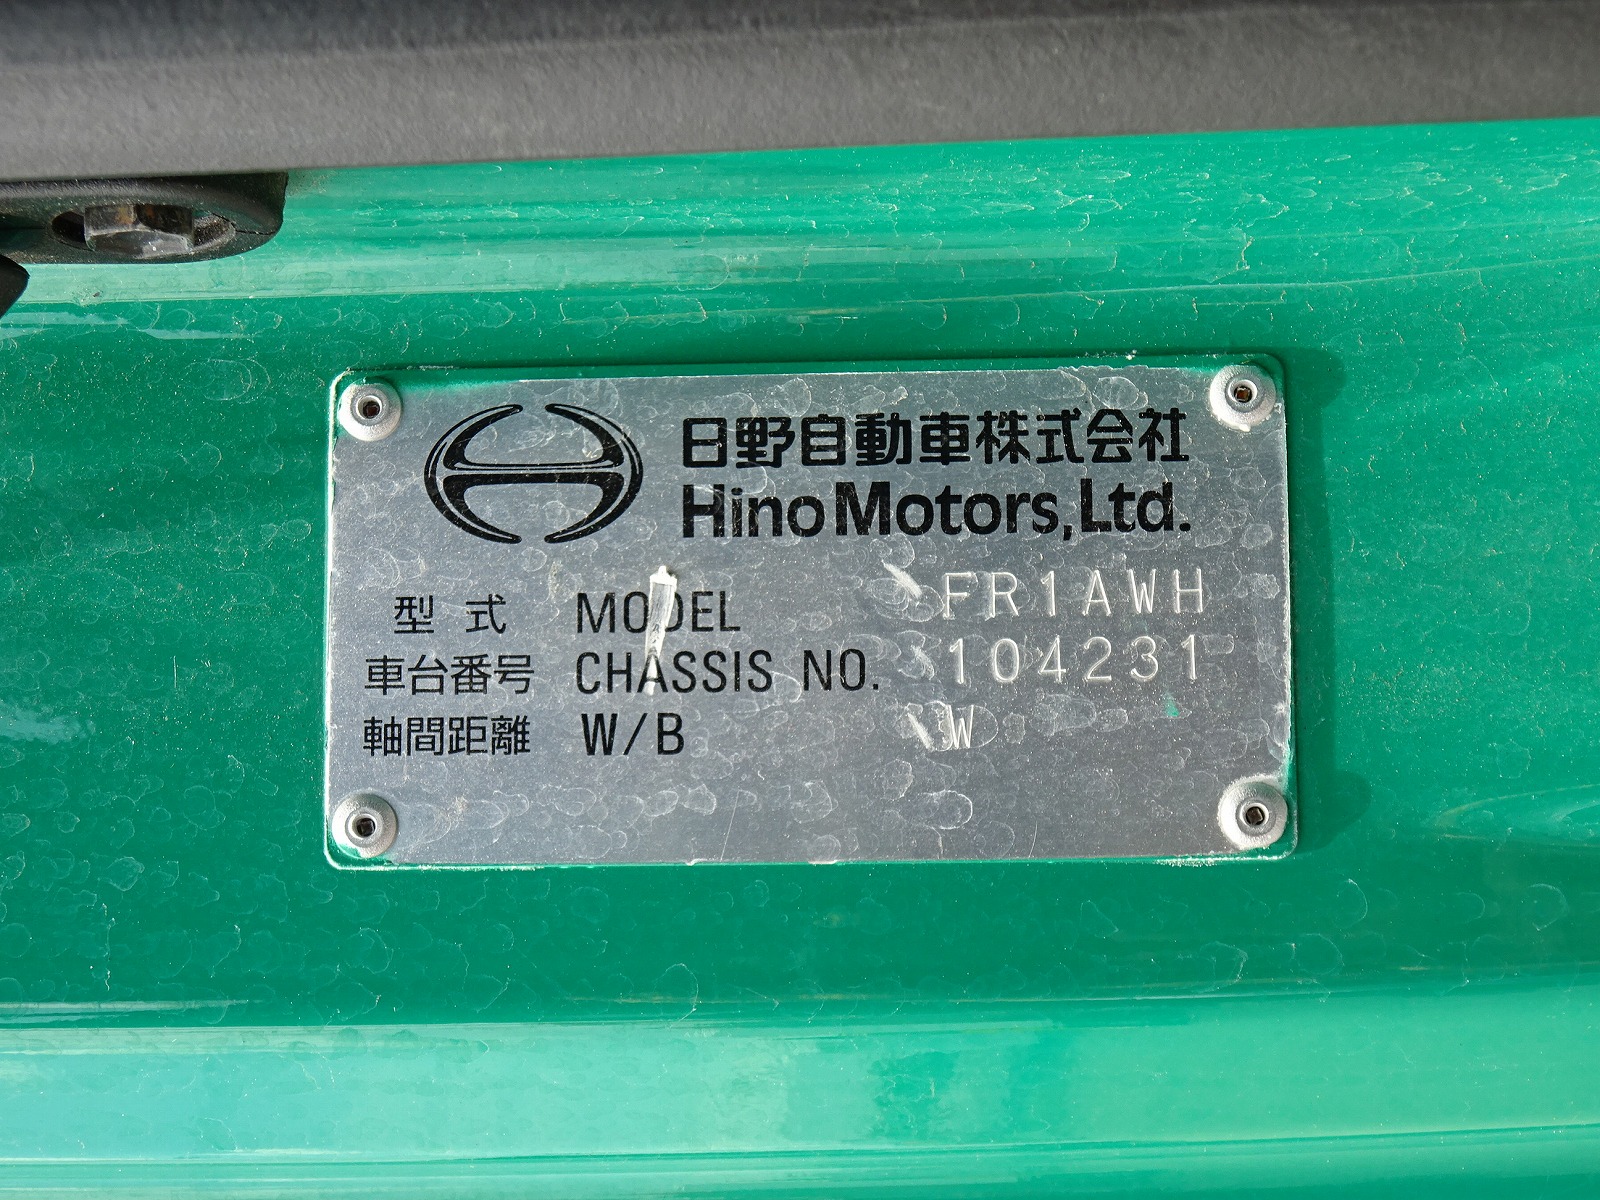 日野自動車株式会社
Hino Motors, Ltd.
型式 MODEL FR1AWH
車台番号 CHASSIS NO. 104231
軸間距離 W/B W